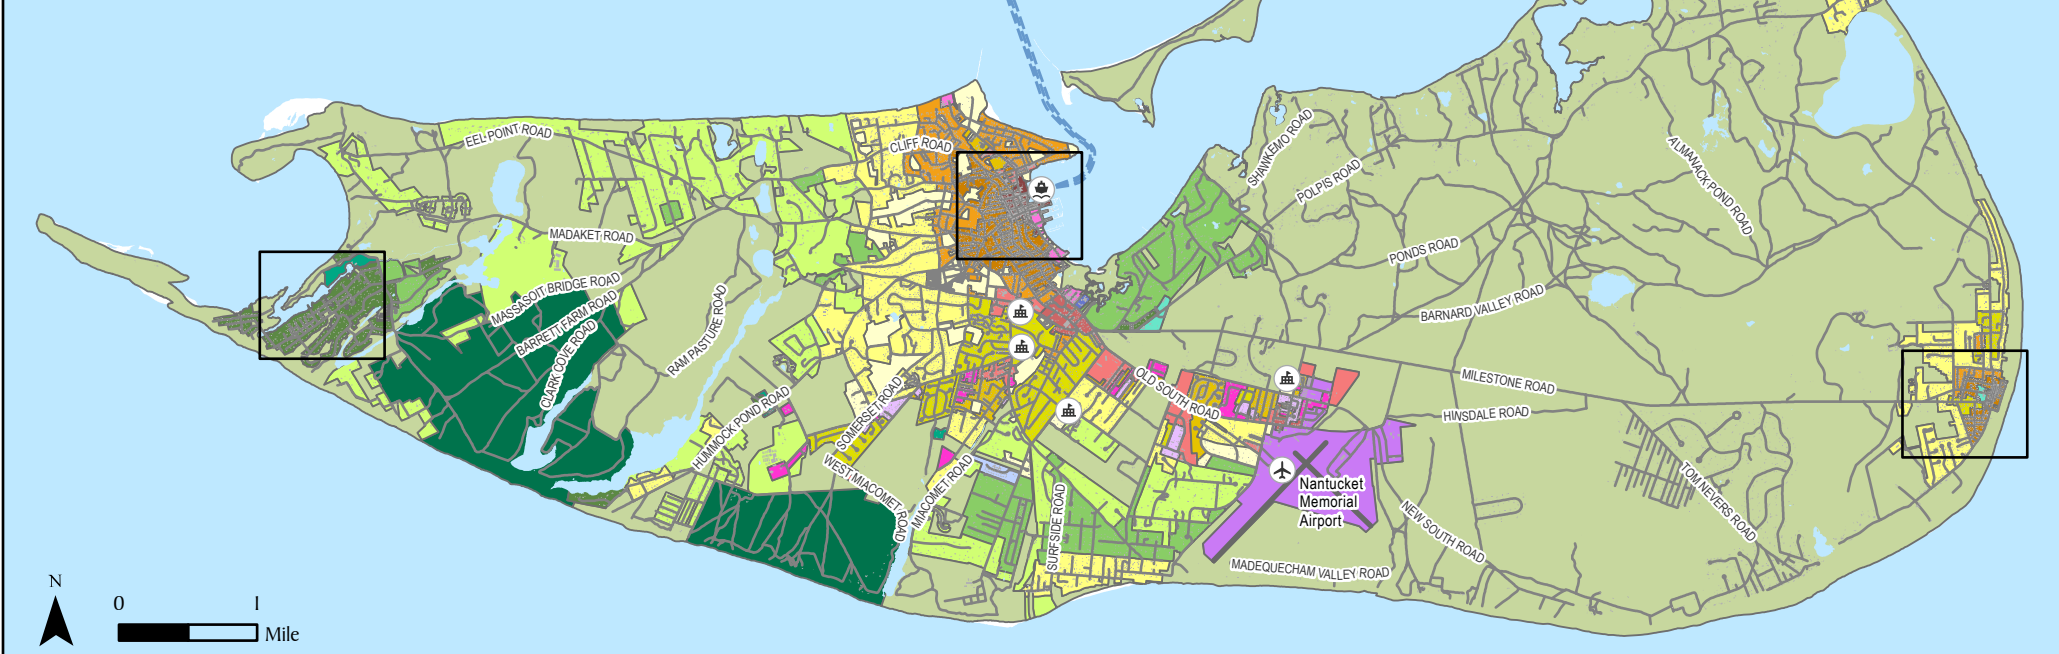 EEL POINT ROAD
CLIFF ROAD
SHAWKEMO ROAD
POLPIS ROAD
ALMANACK POND ROAD
MADAKET ROAD
PONDS ROAD
MASSASOIT BRIDGE ROAD
BARRETT FARM ROAD
CLARK COVE ROAD
RAM PASTURE ROAD
BARNARD VALLEY ROAD
MILESTONE ROAD
OLD SOUTH ROAD
HINSDALE ROAD
HUMMOCK POND ROAD
SOMERSET ROAD
WEST MIACOMET ROAD
MIACOMET ROAD
SURFSIDE ROAD
Nantucket
Memorial
Airport
NEW SOUTH ROAD
TOM NEVERS ROAD
MADEQUECHAM VALLEY ROAD
N
0 1
Mile